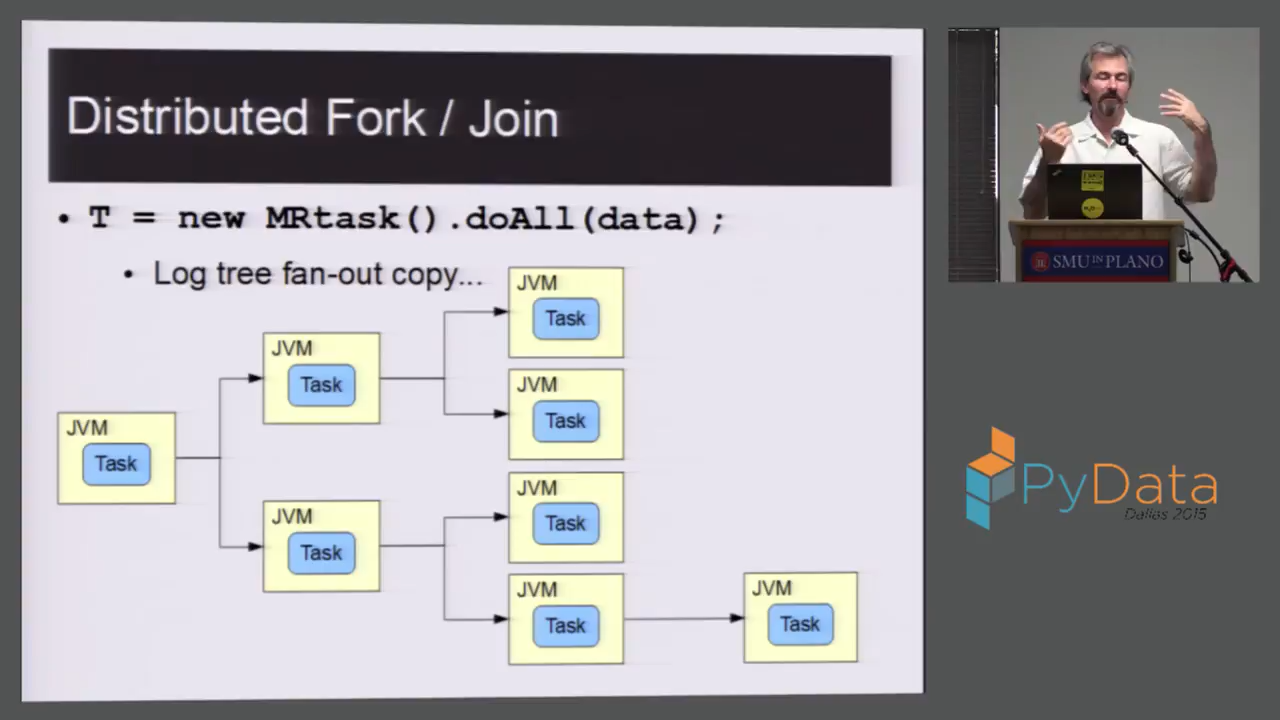 Distributed Fork / Join
• T = new MRtask().doAll(data);
• Log tree fan-out copy...
JVM
Task
JVM
Task
JVM
Task
JVM
Task
JVM
Task
JVM
Task
JVM
Task
JVM
Task
SMU IN PLANO
PyData
Dallas 2015